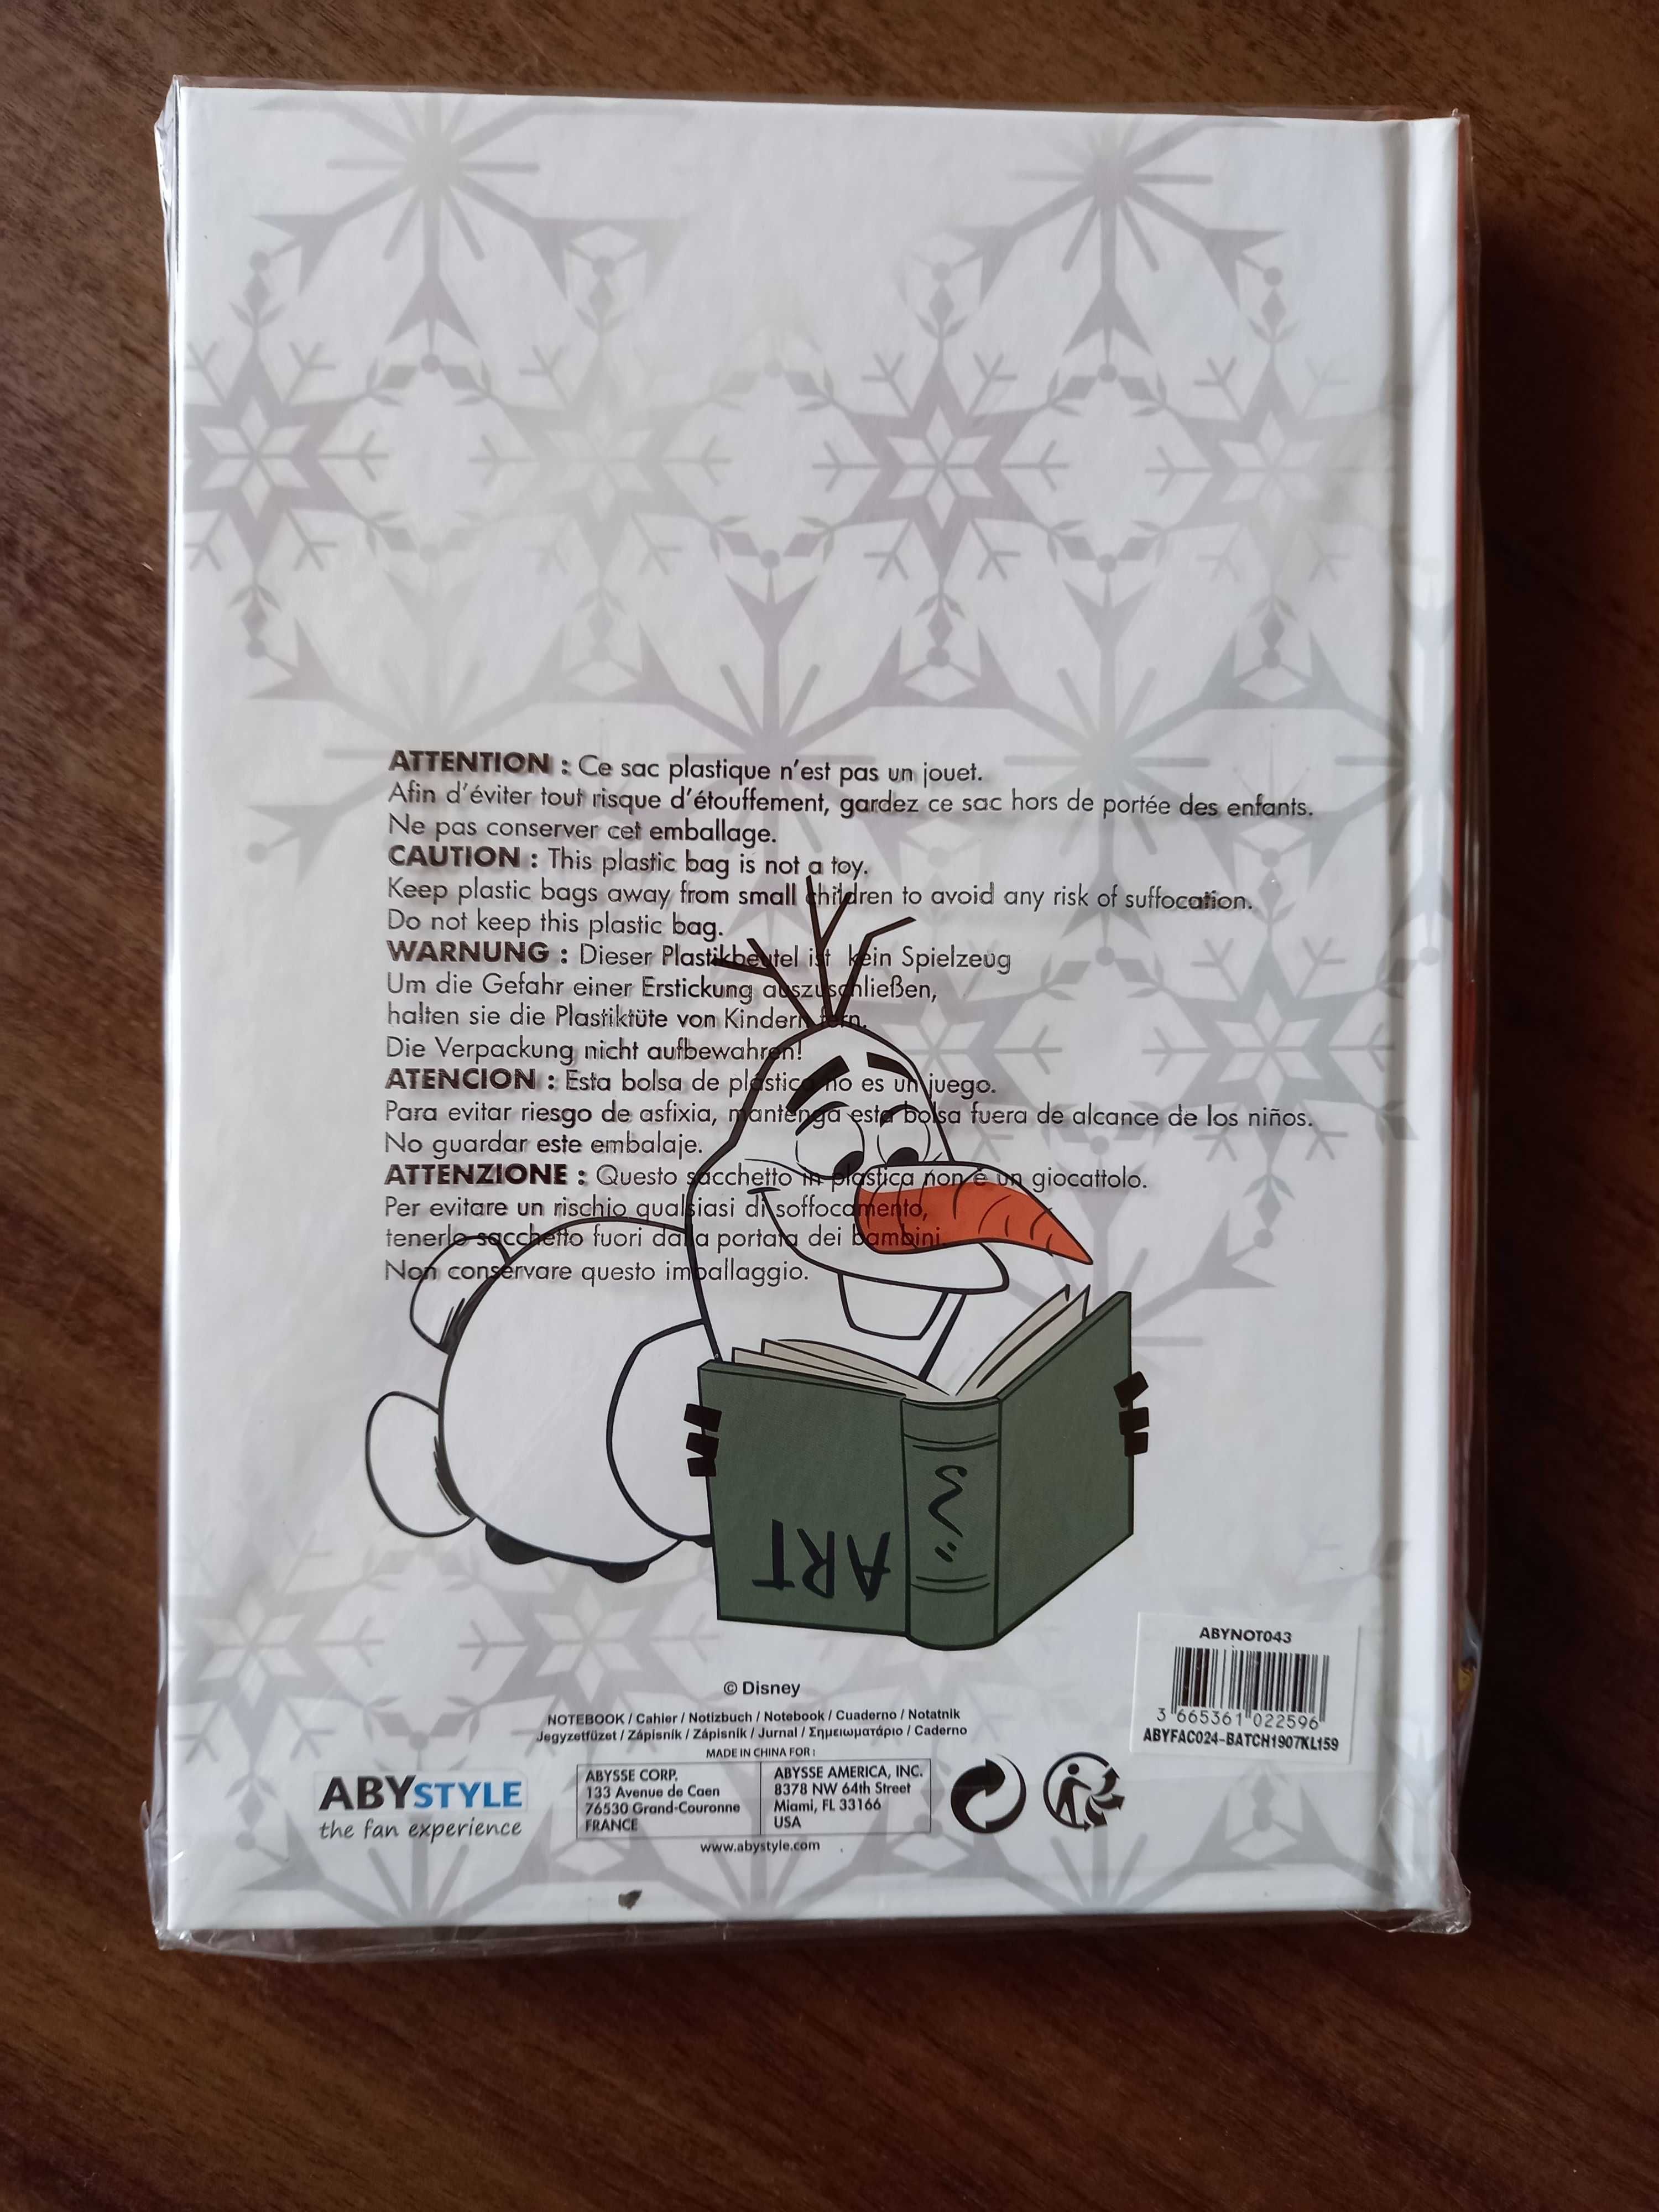 ATTENTION : Ce sac plastique n'est pas un jouet.
Afin d'éviter tout risque d'étouffement, gardez ce sac hors de portée des enfants.
Ne pas conserver cet emballage.
CAUTION : This plastic bag is not a toy.
Keep plastic bags away from small children to avoid any risk of suffocation.
Do not keep this plastic bag.
WARNUNG : Dieser Plastikbeutel ist kein Spielzeug
Um die Gefahr einer Erstickung auszuschließen,
halten sie die Plastiktüte von Kindern fern.
Die Verpackung nicht aufbewahren!
ATENCION : Esta bolsa de plástico no es un juego.
Para evitar riesgo de asfixia, mantenga esta bolsa fuera de alcance de los niños.
No guardar este embalaje.
ATTENZIONE : Questo sacchetto in plastica non è un giocattolo.
Per evitare un rischio qualsiasi di soffocamento,
tenerlo sacchetto fuori dalla portata dei bambini.
Non conservare questo imballaggio.
ART
ABYNOT043
3 665361 022596
ABYFAC024-BATCH1907KL159
© Disney
NOTEBOOK / Cahier / Notizbuch / Notebook / Cuaderno / Notatnik
Jegyzetfüzet / Zápisník / Zápisník / Jurnal / Σημειωματάριο / Caderno
MADE IN CHINA FOR :
ABYSTYLE
the fan experience
ABYSSE CORP.
133 Avenue de Caen
76530 Grand-Couronne
FRANCE
ABYSSE AMERICA, INC.
8378 NW 64th Street
Miami, FL 33166
USA
www.abystyle.com